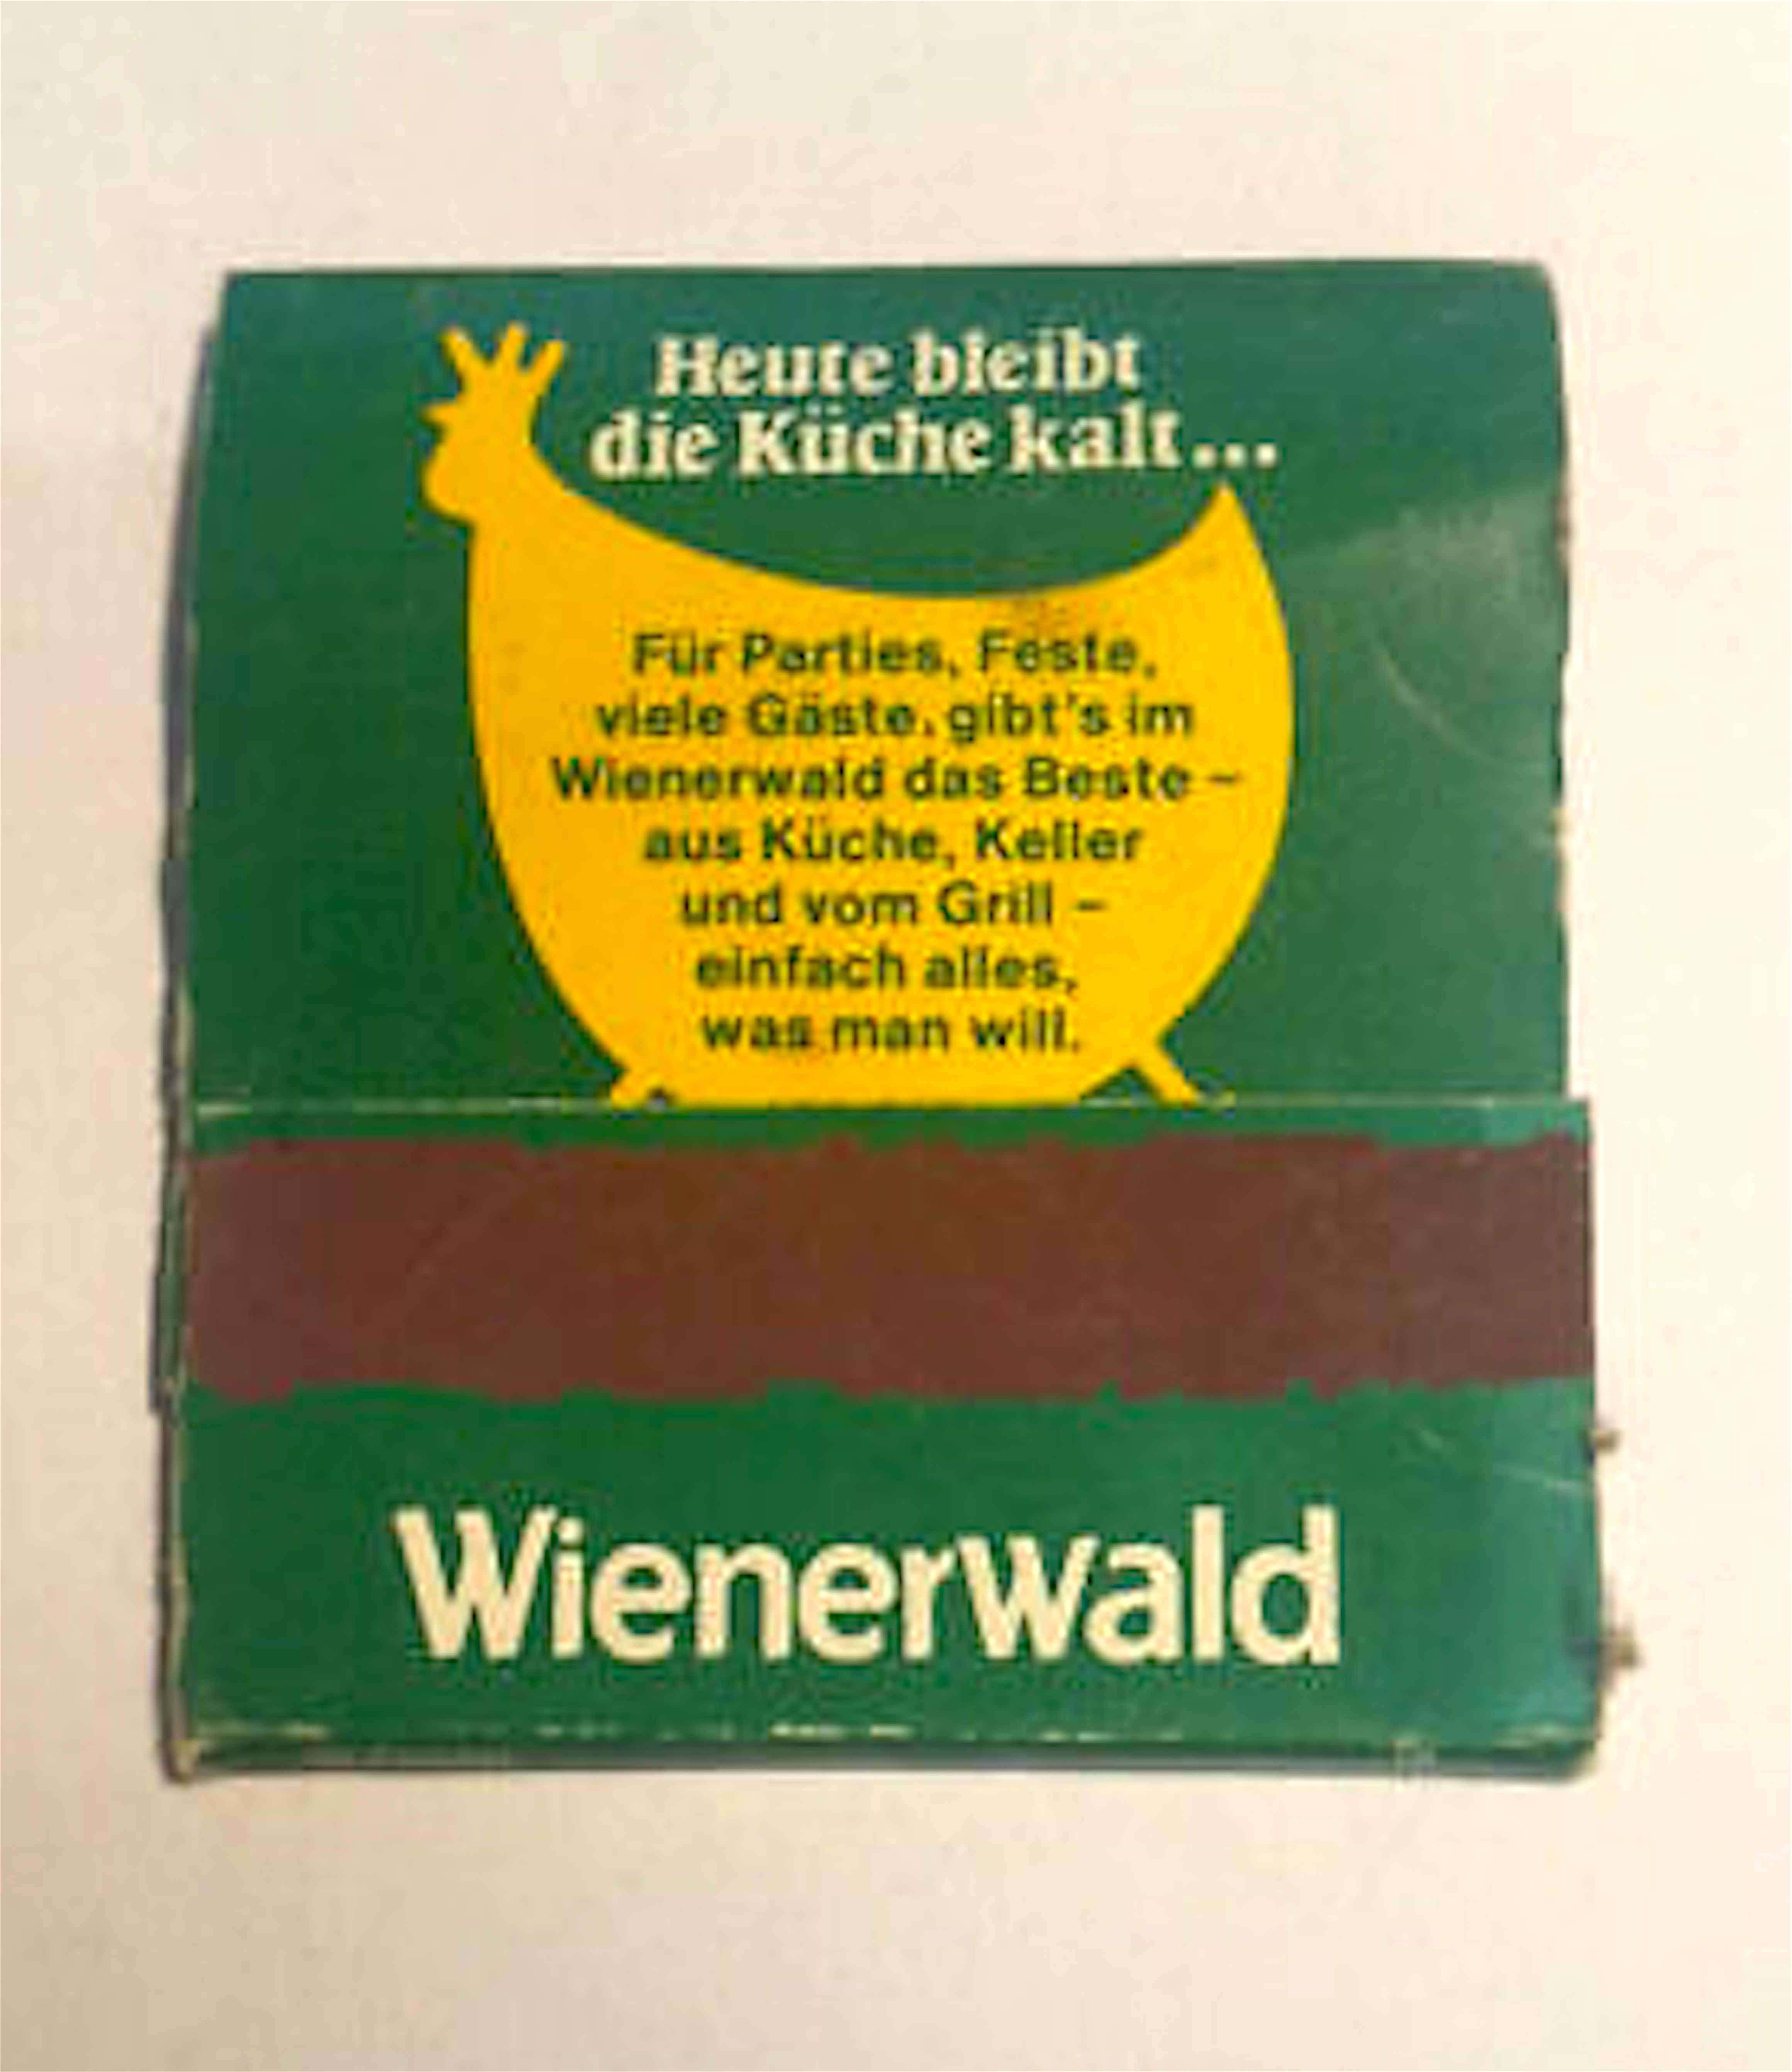 Heute bleibt
die Küche kalt...
Für Parties, Feste,
viele Gäste, gibt's im
Wienerwald das Beste –
aus Küche, Keller
und vom Grill –
einfach alles,
was man will.
Wienerwald